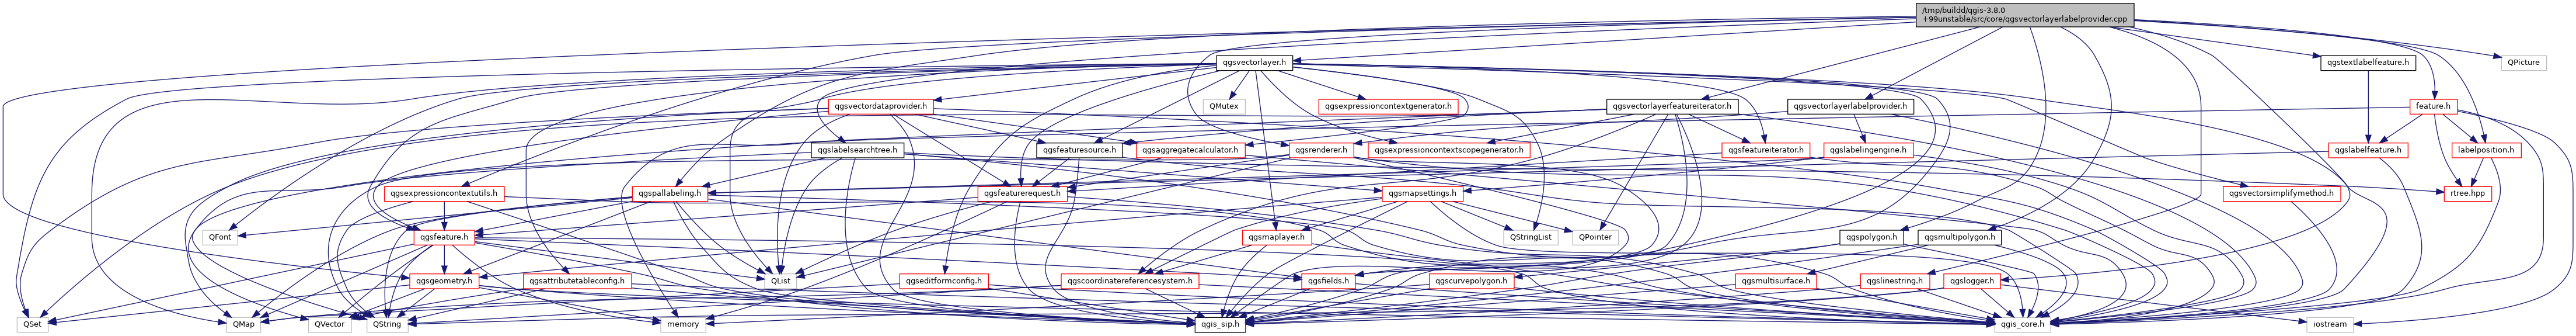 /tmp/buildd/qgis-3.8.0
+99unstable/src/core/qgsvectorlayerlabelprovider.cpp
qgsvectorlayer.h
qgstextlabelfeature.h
QPicture
qgsvectordataprovider.h
QMutex
qgsexpressioncontextgenerator.h
qgsvectorlayerfeatureiterator.h
qgsvectorlayerlabelprovider.h
feature.h
qgslabelsearchtree.h
qgsfeaturesource.h
qgsaggregatecalculator.h
qgsrenderer.h
qgsexpressioncontextscopegenerator.h
qgsfeatureiterator.h
qgslabelingengine.h
qgslabelfeature.h
labelposition.h
qgsexpressioncontextutils.h
qgspallabeling.h
qgsfeaturerequest.h
qgsmapsettings.h
qgsvectorsimplifymethod.h
rtree.hpp
QFont
qgsfeature.h
qgsmaplayer.h
QStringList
QPointer
qgspolygon.h
qgsmultipolygon.h
qgsgeometry.h
qgsattributetableconfig.h
QList
qgseditformconfig.h
qgscoordinatereferencesystem.h
qgsfields.h
qgscurvepolygon.h
qgsmultisurface.h
qgslinestring.h
qgslogger.h
QSet
QMap
QVector
QString
memory
qgis_sip.h
qgis_core.h
iostream